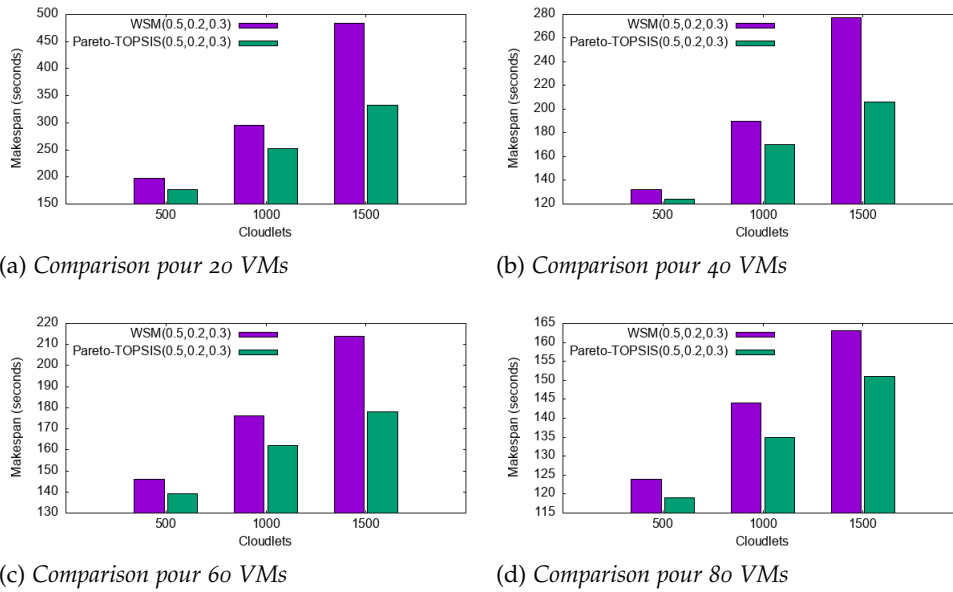 500
450
400
350
300
250
200
150
Makespan (seconds)
WSM(0.5,0.2,0.3)
Pareto-TOPSIS(0.5,0.2,0.3)
500 1000 1500
Cloudlets
(a) Comparison pour 20 VMs
280
260
240
220
200
180
160
140
120
Makespan (seconds)
WSM(0.5,0.2,0.3)
Pareto-TOPSIS(0.5,0.2,0.3)
500 1000 1500
Cloudlets
(b) Comparison pour 40 VMs
220
210
200
190
180
170
160
150
140
130
Makespan (seconds)
WSM(0.5,0.2,0.3)
Pareto-TOPSIS(0.5,0.2,0.3)
500 1000 1500
Cloudlets
(c) Comparison pour 60 VMs
165
160
155
150
145
140
135
130
125
120
115
Makespan (seconds)
WSM(0.5,0.2,0.3)
Pareto-TOPSIS(0.5,0.2,0.3)
500 1000 1500
Cloudlets
(d) Comparison pour 80 VMs